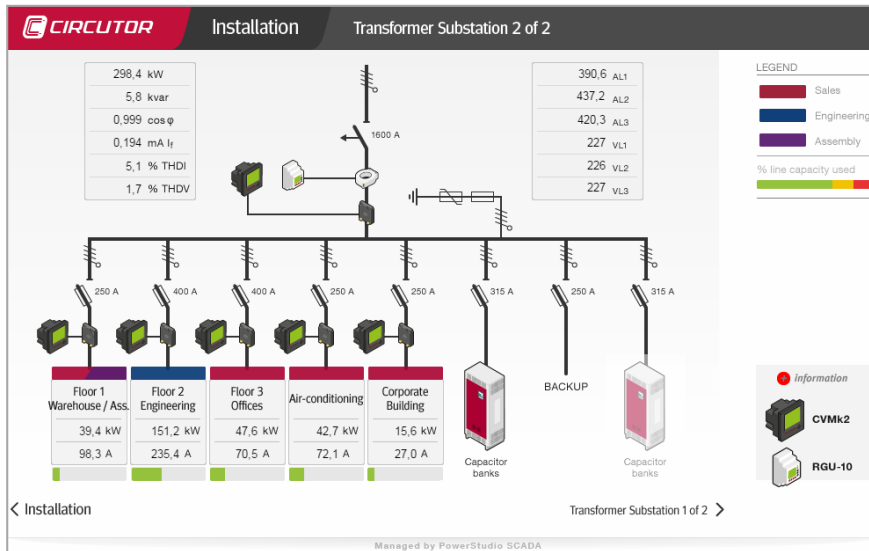 CIRCUTOR Installation Transformer Substation 2 of 2
298,4 kW
5,8 kvar
0,999 cos φ
0,194 mA If
5,1 % THDI
1,7 % THDV
1600 A
390,6 AL1
437,2 AL2
420,3 AL3
227 VL1
226 VL2
227 VL3
LEGEND
Sales
Engineering
Assembly
% line capacity used
250 A 400 A 400 A 250 A 250 A 315 A 250 A 315 A
Floor 1
Warehouse / Ass.
39,4 kW
98,3 A
Floor 2
Engineering
151,2 kW
235,4 A
Floor 3
Offices
47,6 kW
70,5 A
Air-conditioning
42,7 kW
72,1 A
Corporate
Building
15,6 kW
27,0 A
Capacitor
banks
BACKUP
Capacitor
banks
information
CVMk2
RGU-10
< Installation
Transformer Substation 1 of 2 >
Managed by PowerStudio SCADA